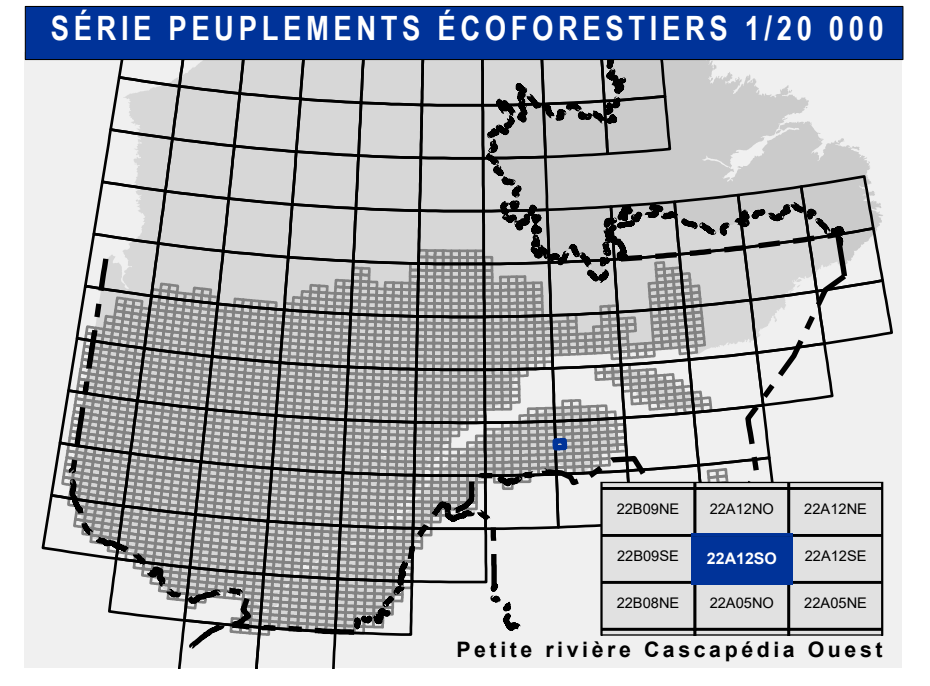 SÉRIE PEUPLEMENTS ÉCOFORESTIERS 1/20 000
22B09NE 22A12NO 22A12NE
22B09SE 22A12SO 22A12SE
22B08NE 22A05NO 22A05NE
Petite rivière Cascapédia Ouest